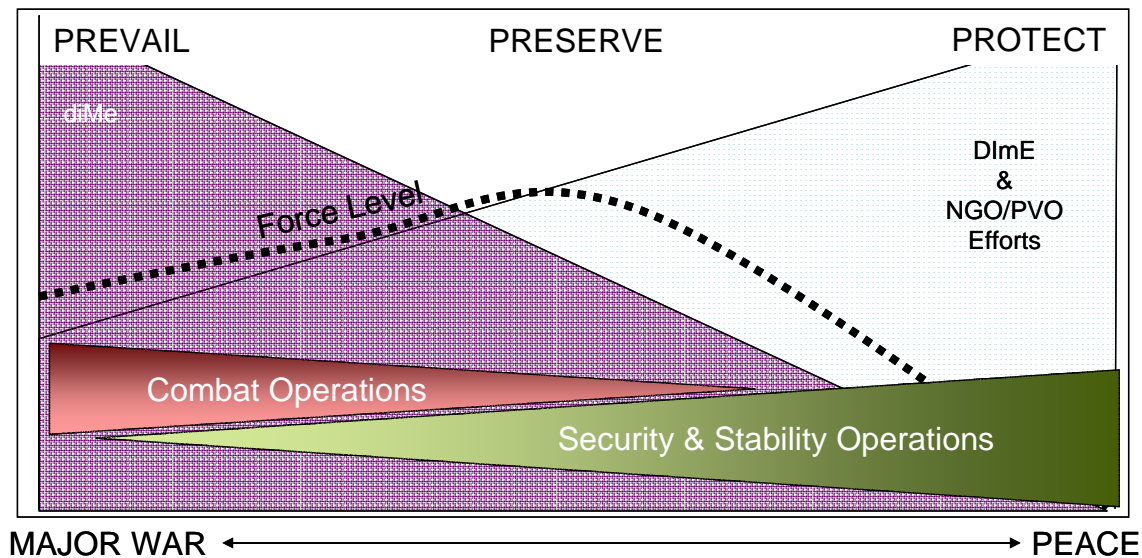 PREVAIL PRESERVE PROTECT
diMe
DImE
&
NGO/PVO
Efforts
Force Level
Combat Operations
Security & Stability Operations
MAJOR WAR PEACE